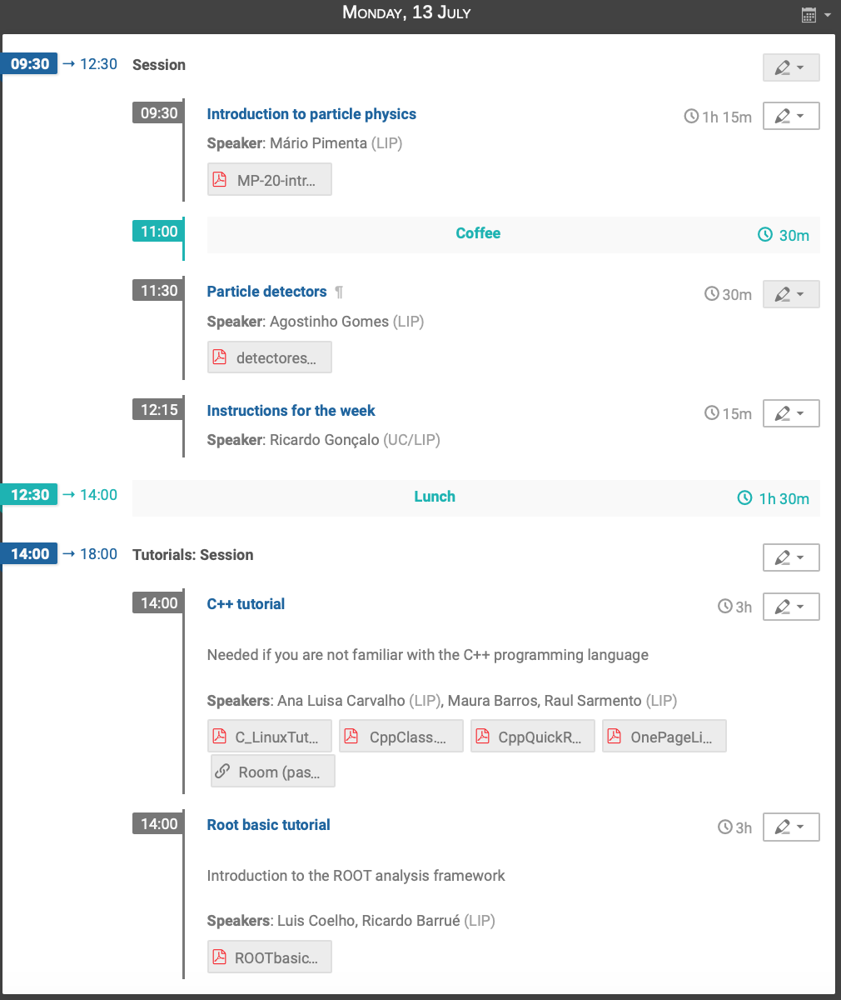 Monday, 13 July
09:30 → 12:30 Session
09:30 Introduction to particle physics 1h 15m
Speaker: Mário Pimenta (LIP)
MP-20-intr...
11:00 Coffee 30m
11:30 Particle detectors ¶ 30m
Speaker: Agostinho Gomes (LIP)
detectores...
12:15 Instructions for the week 15m
Speaker: Ricardo Gonçalo (UC/LIP)
12:30 → 14:00 Lunch 1h 30m
14:00 → 18:00 Tutorials: Session
14:00 C++ tutorial 3h
Needed if you are not familiar with the C++ programming language
Speakers: Ana Luisa Carvalho (LIP), Maura Barros, Raul Sarmento (LIP)
C_LinuxTut... CppClass.... CppQuickR... OnePageLi...
Room (pas...
14:00 Root basic tutorial 3h
Introduction to the ROOT analysis framework
Speakers: Luis Coelho, Ricardo Barrué (LIP)
ROOTbasic...